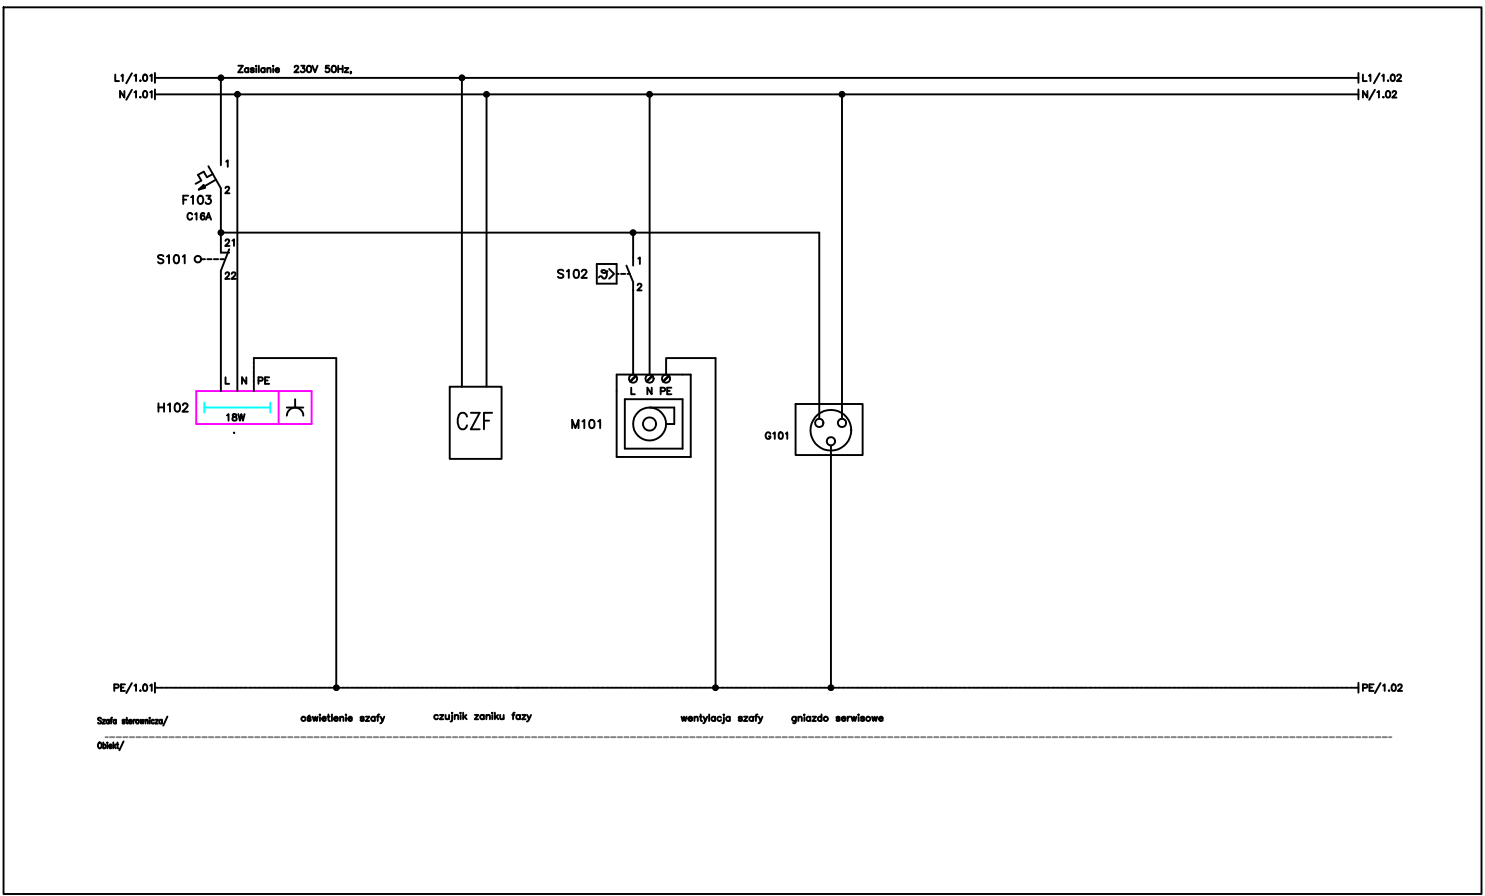 Zasilanie 230V 50Hz,
L1/1.01 L1/1.02
N/1.01 N/1.02
1
2
F103
C16A
21
S101
22
1
S102
2
L N PE
H102
18W
CZF
L N PE
M101
G101
PE/1.01 PE/1.02
Szafa sterownicza/
oświetlenie szafy
czujnik zaniku fazy
wentylacja szafy
gniazdo serwisowe
Obiekt/